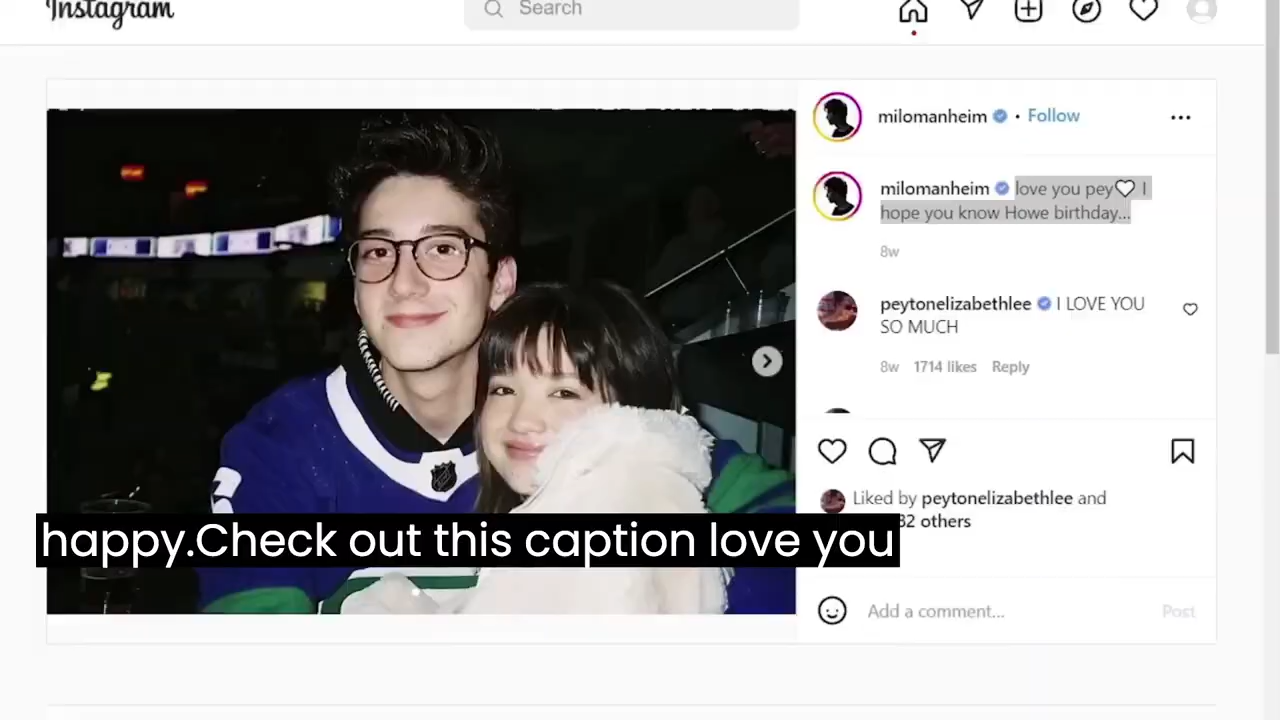 Instagram
Search
milomanheim • Follow
milomanheim love you pey I
hope you know Howe birthday...
8w
peytonelizabethlee I LOVE YOU
SO MUCH
8w 1714 likes Reply
Liked by peytonelizabethlee and
32 others
happy.Check out this caption love you
Add a comment... Post